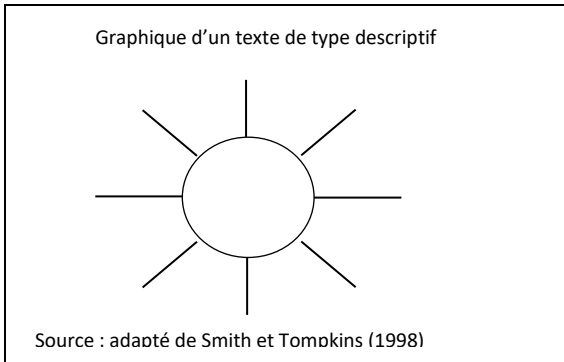 Graphique d’un texte de type descriptif
Source : adapté de Smith et Tompkins (1998)